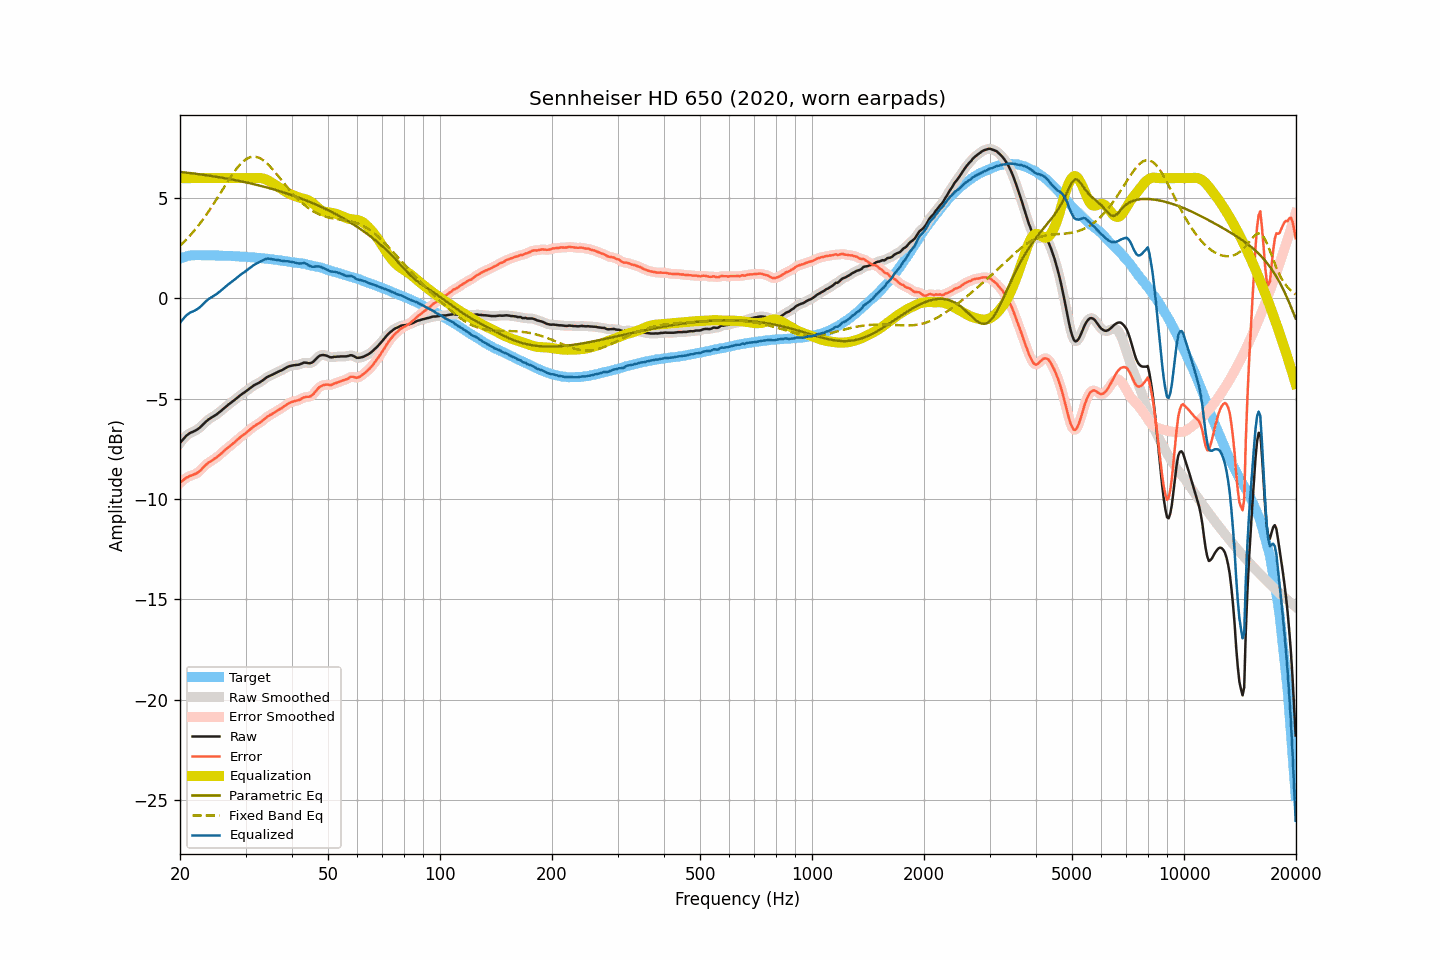 Sennheiser HD 650 (2020, worn earpads)
Amplitude (dBr)
5
0
−5
−10
−15
−20
−25
Target
Raw Smoothed
Error Smoothed
Raw
Error
Equalization
Parametric Eq
Fixed Band Eq
Equalized
20 50 100 200 500 1000 2000 5000 10000 20000
Frequency (Hz)